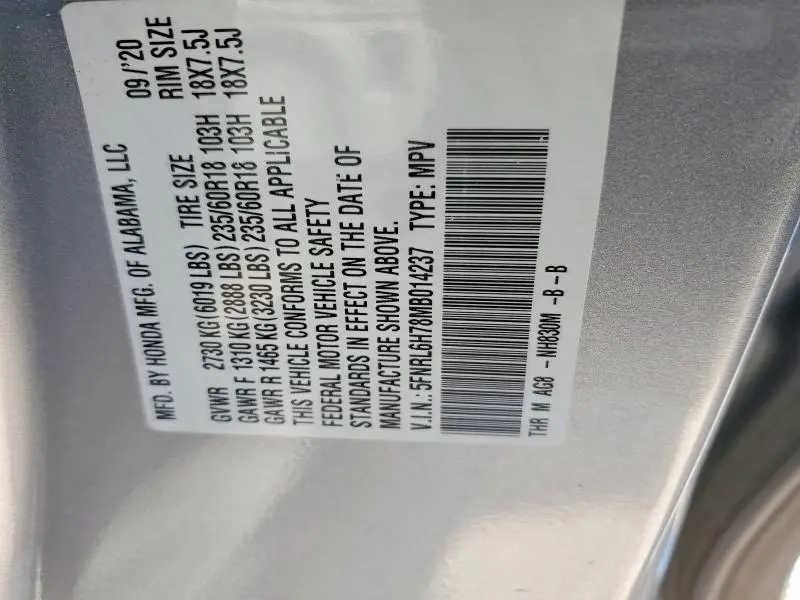 MFD. BY HONDA MFG. OF ALABAMA, LLC 09/'20
GVWR 2730 KG(6019 LBS) TIRE SIZE RIM SIZE
GAWR F 1310 KG(2888 LBS) 235/60R18 103H 18X7.5J
GAWR R 1465 KG(3230 LBS) 235/60R18 103H 18X7.5J
THIS VEHICLE CONFORMS TO ALL APPLICABLE
FEDERAL MOTOR VEHICLE SAFETY
STANDARDS IN EFFECT ON THE DATE OF
MANUFACTURE SHOWN ABOVE.
V.I.N.: 5FNRL6H78MB014237 TYPE: MPV
THR M AG8 - NH830M -B-B